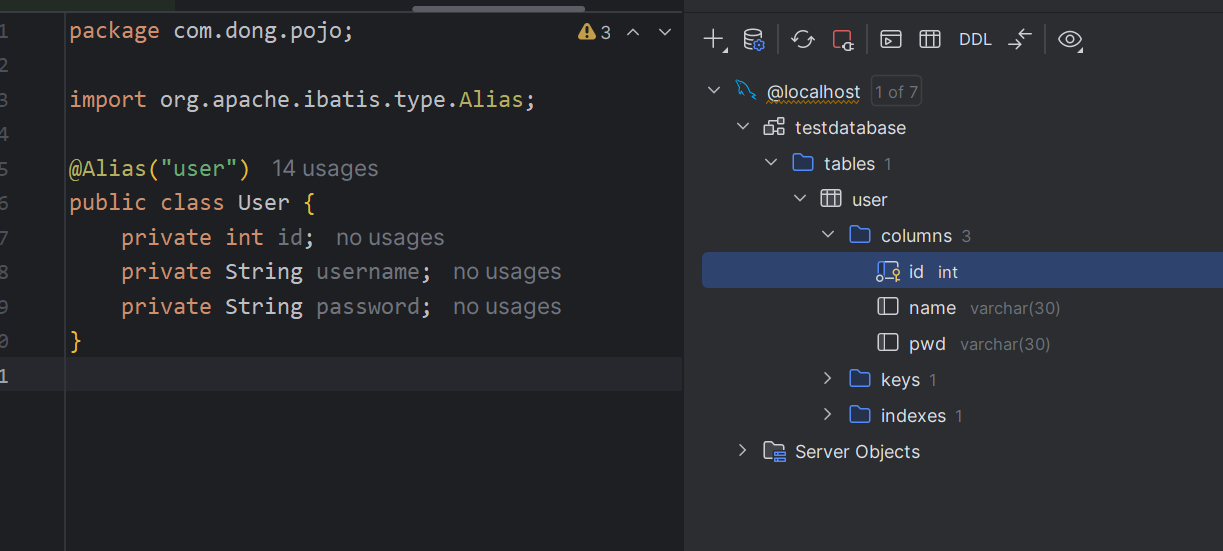 1 package com.dong.pojo; 3
2
3 import org.apache.ibatis.type.Alias;
4
5 @Alias("user") 14 usages
6 public class User {
7 private int id; no usages
8 private String username; no usages
9 private String password; no usages
0 }
1
DDL
@localhost 1 of 7
testdatabase
tables 1
user
columns 3
id int
name varchar(30)
pwd varchar(30)
keys 1
indexes 1
Server Objects